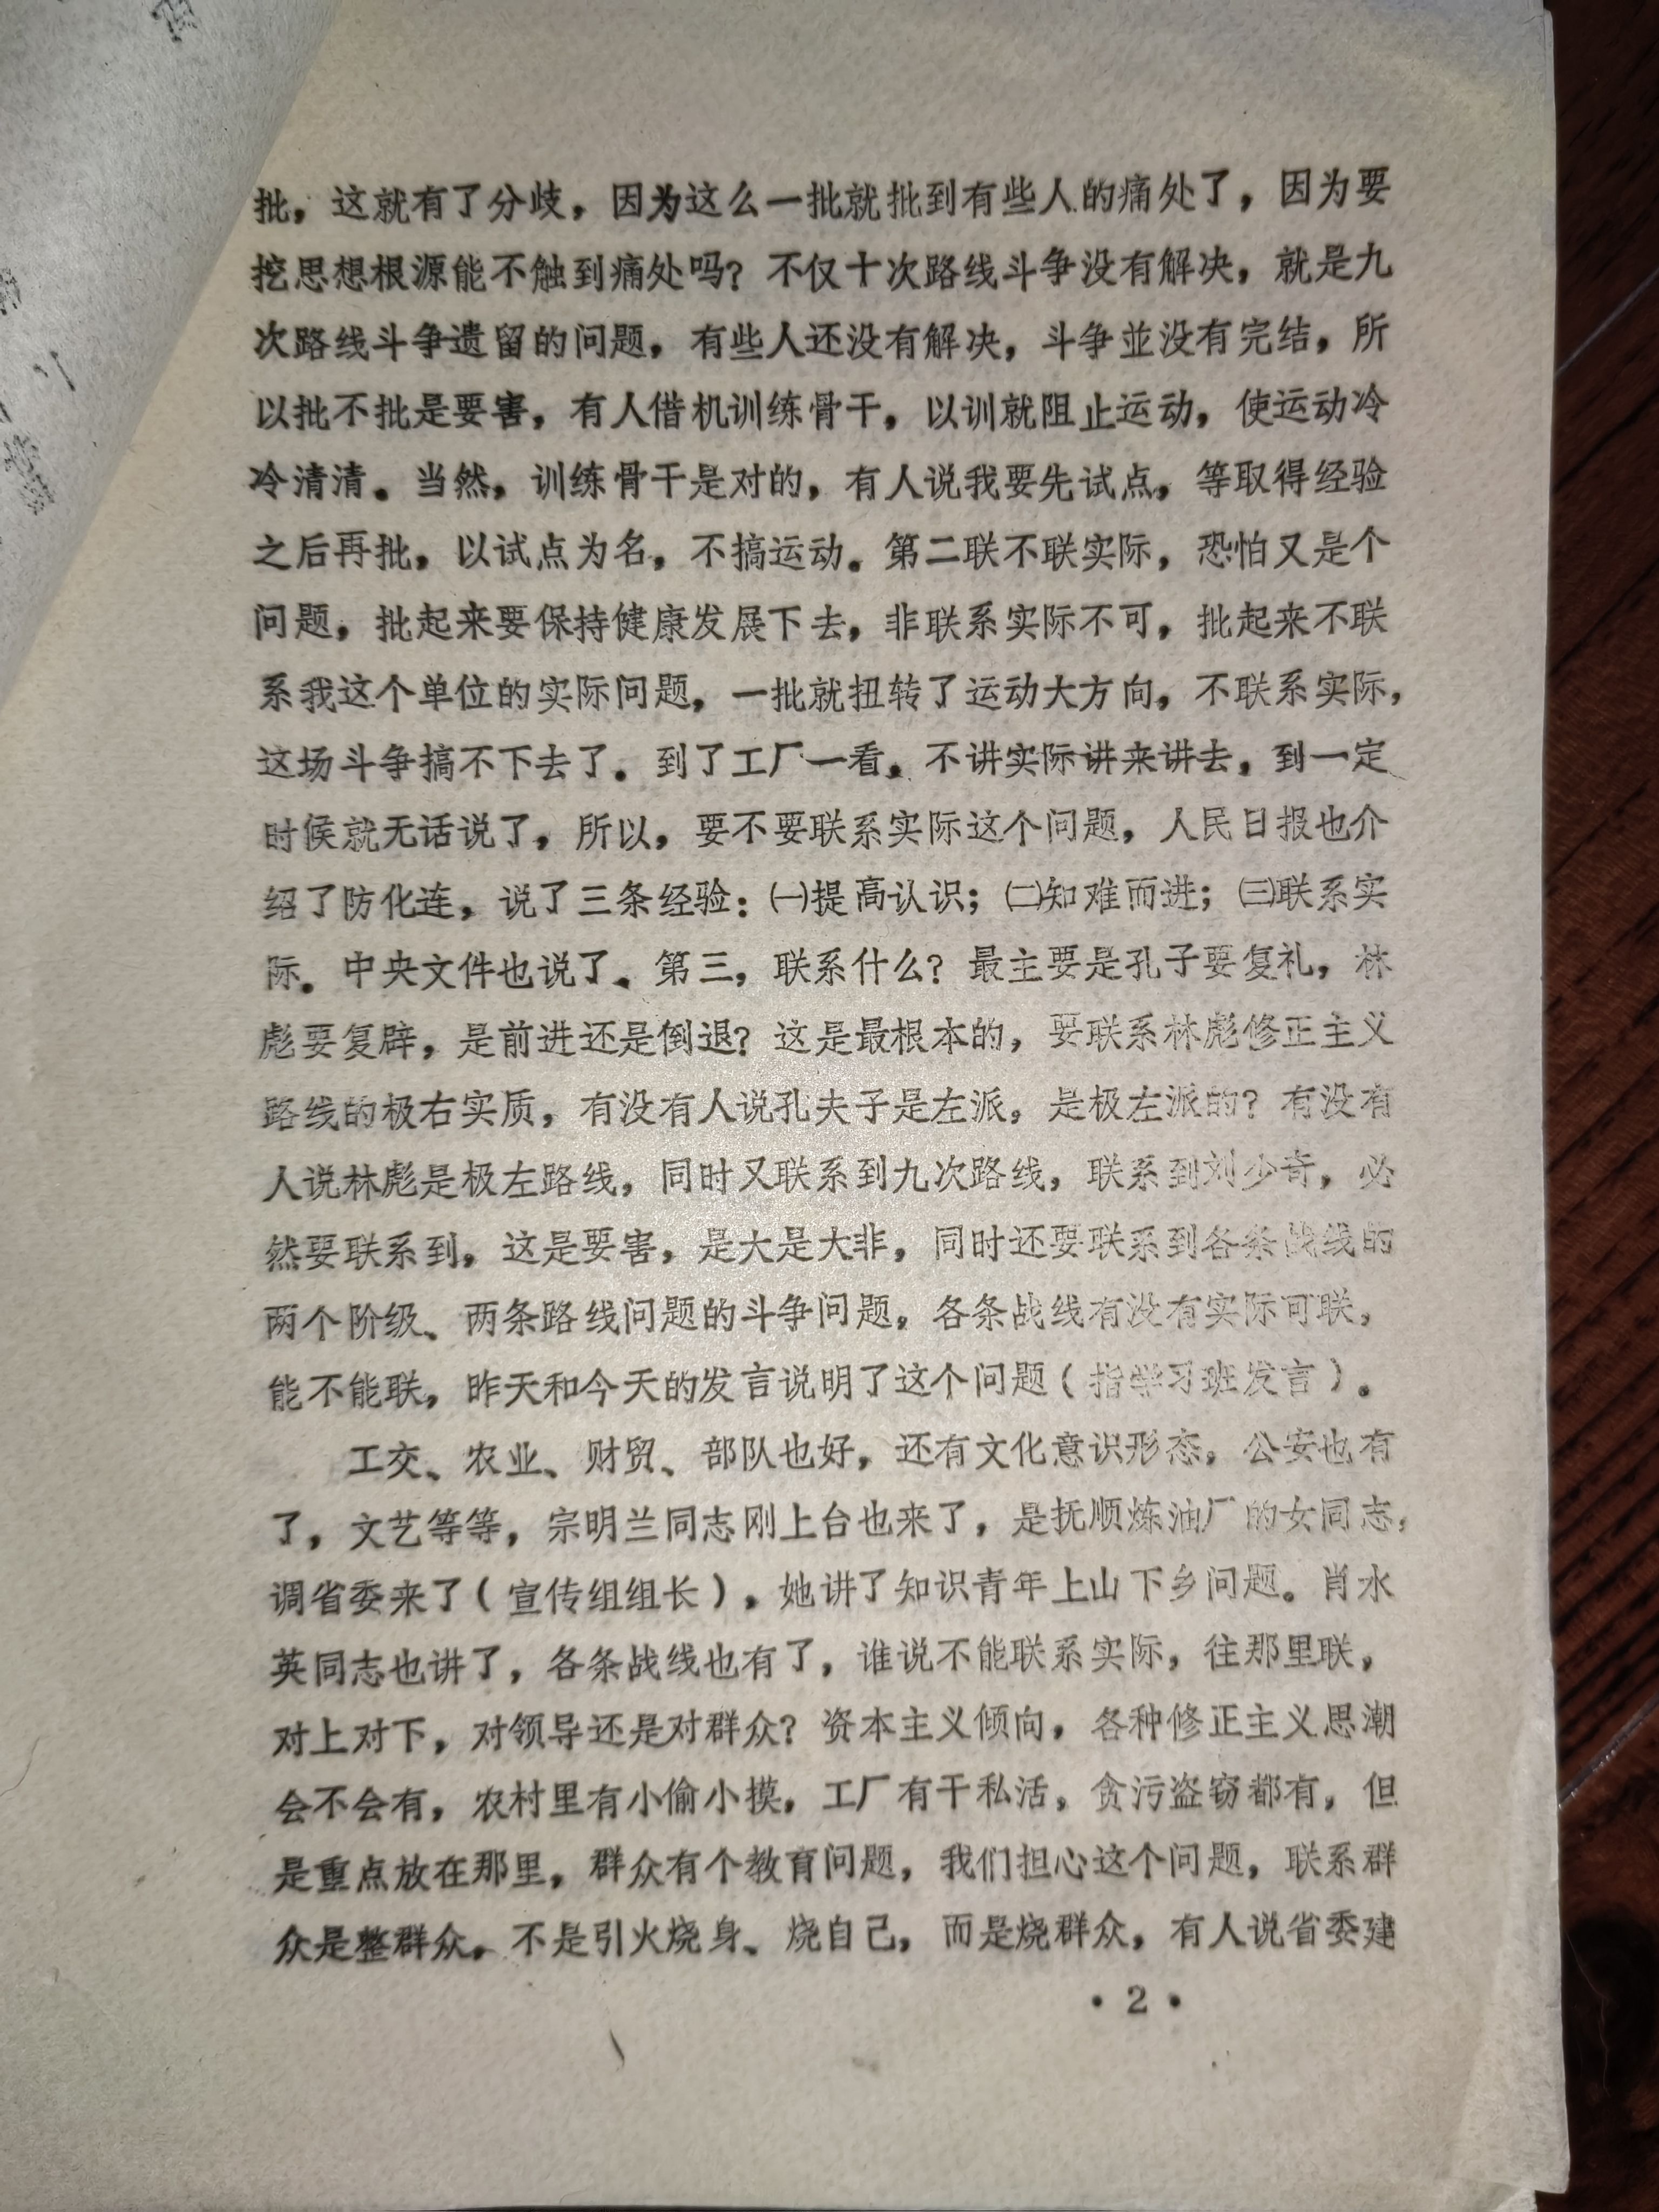 批，这就有了分歧，因为这么一批就批到有些人的痛处了，因为要
挖思想根源能不触到痛处吗？不仅十次路线斗争没有解决，就是九
次路线斗争遗留的问题，有些人还没有解决，斗争並没有完结，所
以批不批是要害，有人借机训练骨干，以训就阻止运动，使运动冷
冷清清。当然，训练骨干是对的，有人说我要先试点，等取得经验
之后再批，以试点为名，不搞运动。第二联不联实际，恐怕又是个
问题，批起来要保持健康发展下去，非联系实际不可，批起来不联
系我这个单位的实际问题，一批就扭转了运动大方向，不联系实际，
这场斗争搞不下去了。到了工厂一看，不讲实际讲来讲去，到一定
时候就无话说了，所以，要不要联系实际这个问题，人民日报也介
绍了防化连，说了三条经验：㈠提高认识；㈡知难而进；㈢联系实
际。中央文件也说了、第三，联系什么？最主要是孔子要复礼，林
彪要复辟，是前进还是倒退？这是最根本的，要联系林彪修正主义
路线的极右实质，有没有人说孔夫子是左派，是极左派的？有没有
人说林彪是极左路线，同时又联系到九次路线，联系到刘少奇，必
然要联系到，这是要害，是大是大非，同时还要联系到各条战线的
两个阶级、两条路线问题的斗争问题，各条战线有没有实际可联，
能不能联，昨天和今天的发言说明了这个问题（指学习班发言）。
工交、农业、财贸、部队也好，还有文化意识形态，公安也有
了，文艺等等，宗明兰同志刚上台也来了，是抚顺炼油厂的女同志，
调省委来了（宣传组组长），她讲了知识青年上山下乡问题。肖水
英同志也讲了，各条战线也有了，谁说不能联系实际，往那里联，
对上对下，对领导还是对群众？资本主义倾向，各种修正主义思潮
会不会有，农村里有小偷小摸，工厂有干私活，贪污盗窃都有，但
是重点放在那里，群众有个教育问题，我们担心这个问题，联系群
众是整群众，不是引火烧身、烧自己，而是烧群众，有人说省委建
·2·